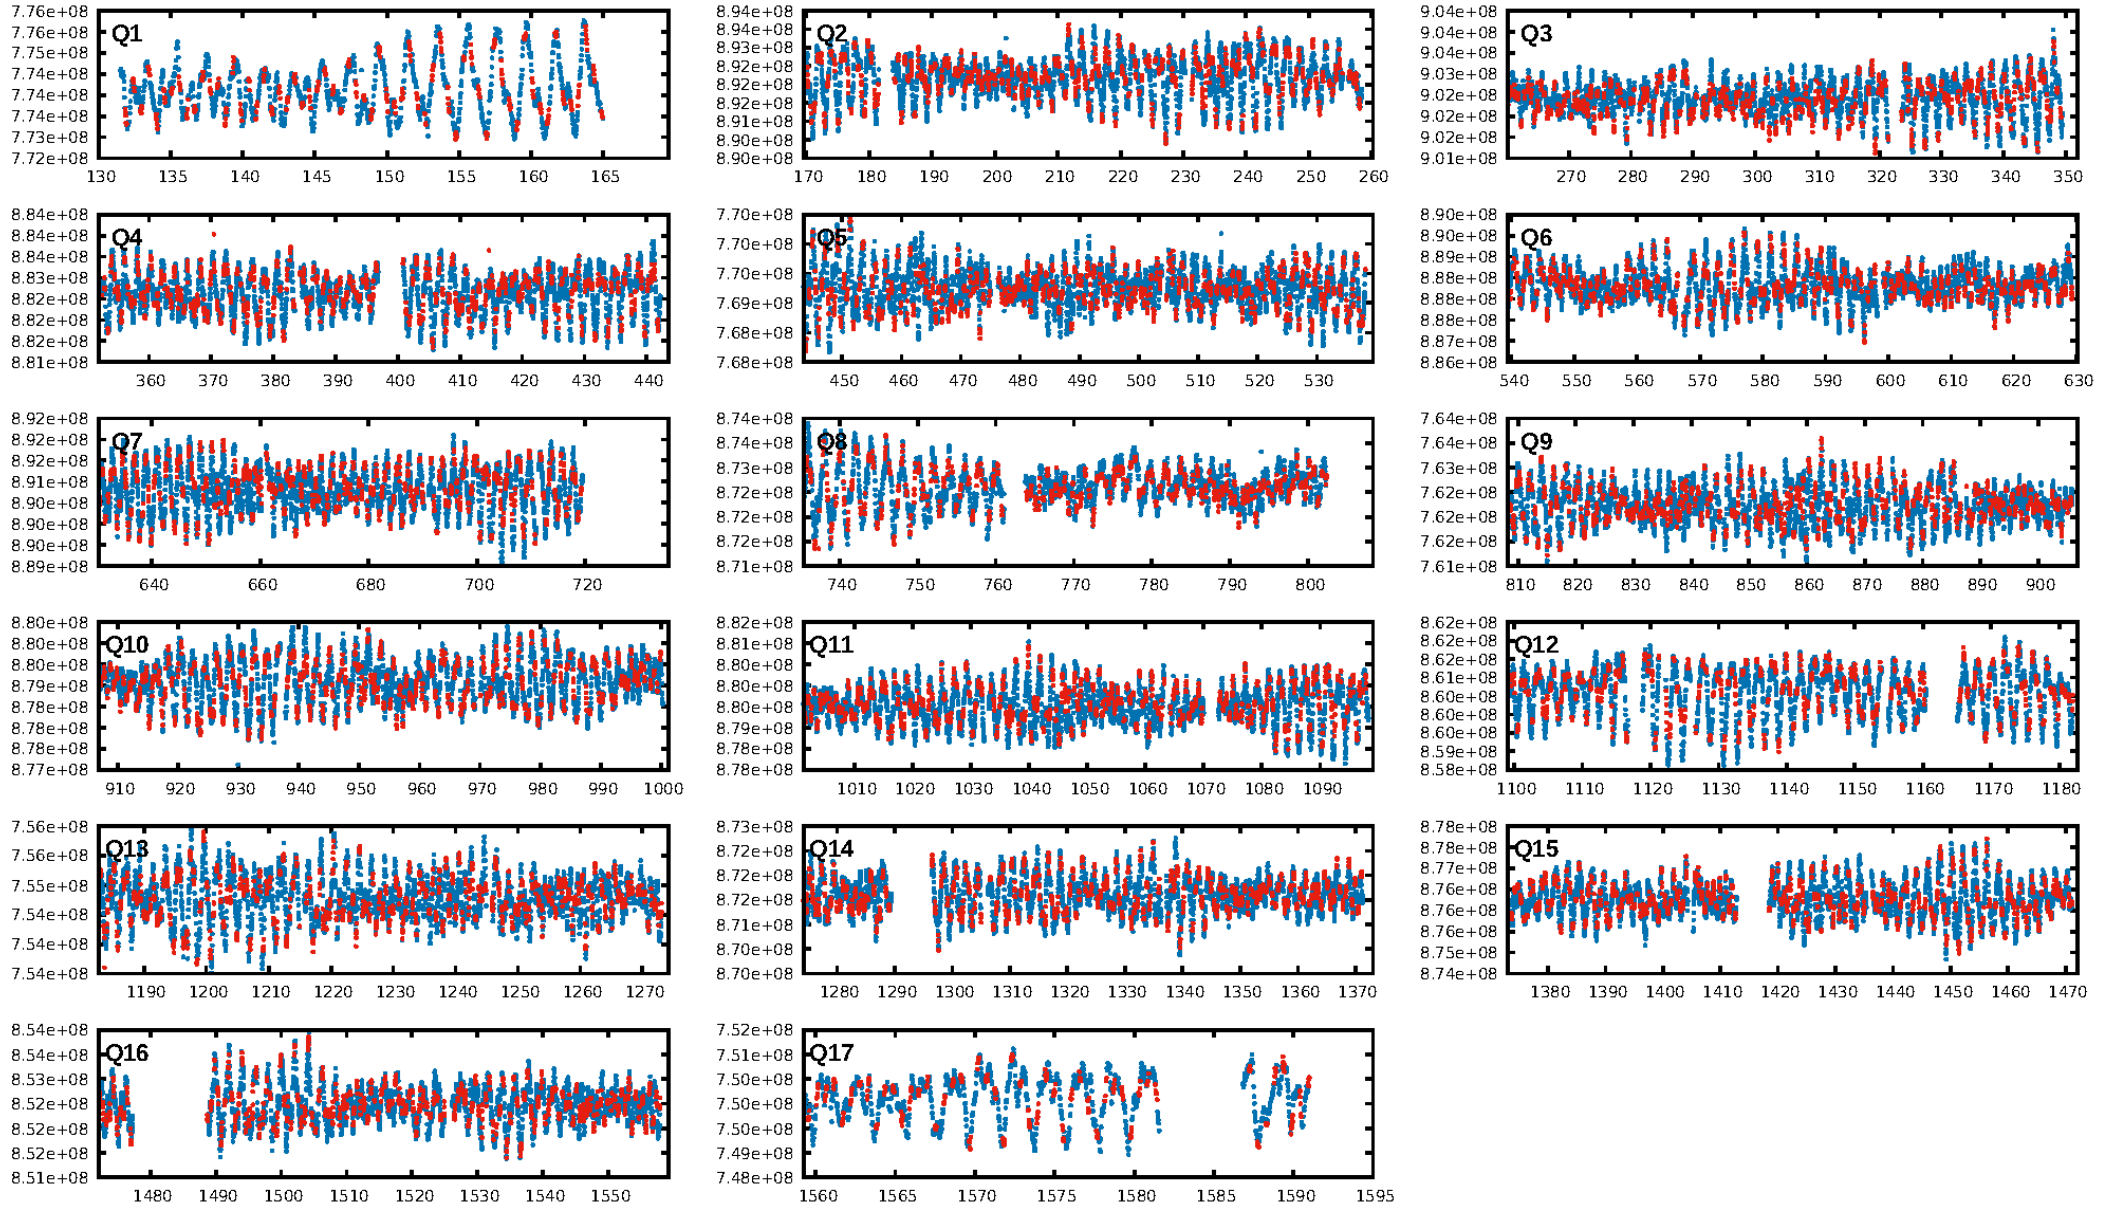 Q1
7.76e+08
7.76e+08
7.75e+08
7.74e+08
7.74e+08
7.74e+08
7.73e+08
7.72e+08
130 135 140 145 150 155 160 165
Q2
8.94e+08
8.94e+08
8.93e+08
8.92e+08
8.92e+08
8.92e+08
8.91e+08
8.90e+08
8.90e+08
170 180 190 200 210 220 230 240 250 260
Q3
9.04e+08
9.04e+08
9.04e+08
9.03e+08
9.02e+08
9.02e+08
9.02e+08
9.01e+08
270 280 290 300 310 320 330 340 350
Q4
8.84e+08
8.84e+08
8.84e+08
8.83e+08
8.82e+08
8.82e+08
8.82e+08
8.81e+08
360 370 380 390 400 410 420 430 440
Q5
7.70e+08
7.70e+08
7.70e+08
7.69e+08
7.68e+08
7.68e+08
450 460 470 480 490 500 510 520 530
Q6
8.90e+08
8.90e+08
8.89e+08
8.88e+08
8.88e+08
8.88e+08
8.87e+08
8.86e+08
540 550 560 570 580 590 600 610 620 630
Q7
8.92e+08
8.92e+08
8.92e+08
8.91e+08
8.90e+08
8.90e+08
8.90e+08
8.89e+08
640 660 680 700 720
Q8
8.74e+08
8.74e+08
8.73e+08
8.72e+08
8.72e+08
8.72e+08
8.71e+08
740 750 760 770 780 790 800
Q9
7.64e+08
7.64e+08
7.63e+08
7.62e+08
7.62e+08
7.62e+08
7.61e+08
810 820 830 840 850 860 870 880 890 900
Q10
8.80e+08
8.80e+08
8.80e+08
8.79e+08
8.78e+08
8.78e+08
8.78e+08
8.77e+08
910 920 930 940 950 960 970 980 990 1000
Q11
8.82e+08
8.81e+08
8.80e+08
8.80e+08
8.80e+08
8.79e+08
8.78e+08
8.78e+08
1010 1020 1030 1040 1050 1060 1070 1080 1090
Q12
8.62e+08
8.62e+08
8.62e+08
8.61e+08
8.60e+08
8.60e+08
8.60e+08
8.59e+08
8.58e+08
1100 1110 1120 1130 1140 1150 1160 1170 1180
Q13
7.56e+08
7.56e+08
7.55e+08
7.54e+08
7.54e+08
7.54e+08
1190 1200 1210 1220 1230 1240 1250 1260 1270
Q14
8.73e+08
8.72e+08
8.72e+08
8.72e+08
8.71e+08
8.70e+08
8.70e+08
1280 1290 1300 1310 1320 1330 1340 1350 1360 1370
Q15
8.78e+08
8.78e+08
8.77e+08
8.76e+08
8.76e+08
8.76e+08
8.75e+08
8.74e+08
1380 1390 1400 1410 1420 1430 1440 1450 1460 1470
Q16
8.54e+08
8.54e+08
8.53e+08
8.52e+08
8.52e+08
8.52e+08
8.51e+08
1480 1490 1500 1510 1520 1530 1540 1550
Q17
7.52e+08
7.51e+08
7.50e+08
7.50e+08
7.50e+08
7.49e+08
7.48e+08
1560 1565 1570 1575 1580 1585 1590 1595